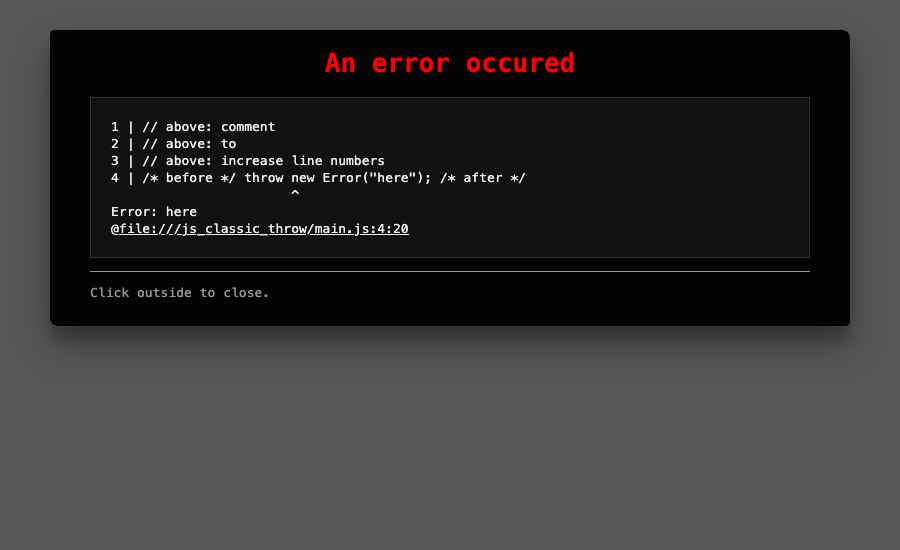 An error occured
1 | // above: comment
2 | // above: to
3 | // above: increase line numbers
4 | /* before */ throw new Error("here"); /* after */
^
Error: here
@file:///js_classic_throw/main.js:4:20
Click outside to close.